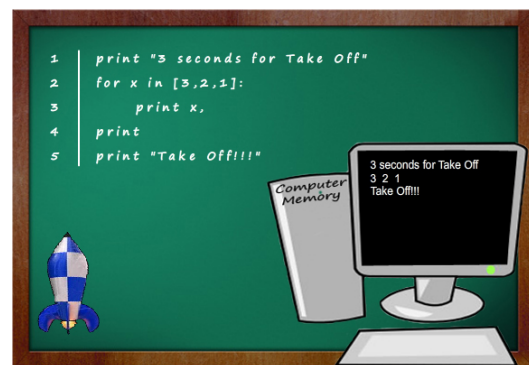 1 print "3 seconds for Take Off"
2 for x in [3,2,1]:
3 print x,
4 print
5 print "Take Off!!!"
Computer
Memory
3 seconds for Take Off
3 2 1
Take Off!!!